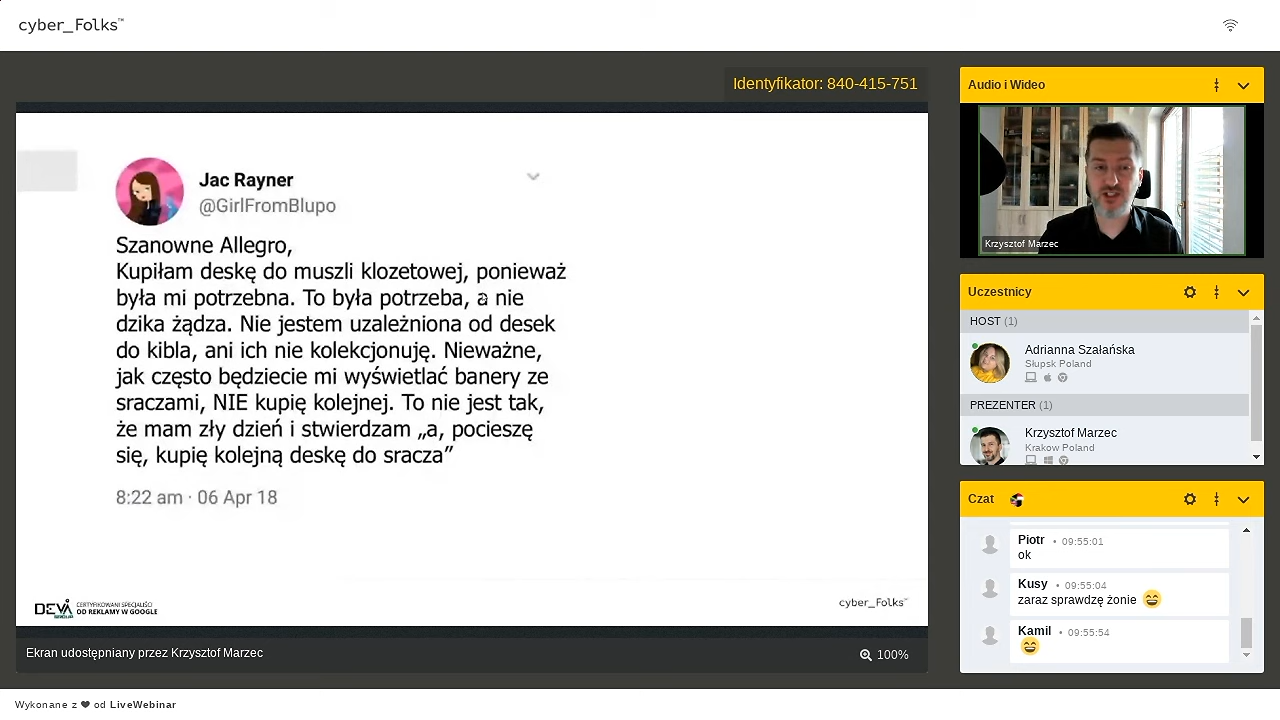 cyber_Folks™
Identyfikator: 840-415-751
Jac Rayner
@GirlFromBlupo
Szanowne Allegro,
Kupiłam deskę do muszli klozetowej, ponieważ
była mi potrzebna. To była potrzeba, a nie
dzika żądza. Nie jestem uzależniona od desek
do kibla, ani ich nie kolekcjonuję. Nieważne,
jak często będziecie mi wyświetlać banery ze
sraczami, NIE kupię kolejnej. To nie jest tak,
że mam zły dzień i stwierdzam „a, pocieszę
się, kupię kolejną deskę do sracza”
8:22 am · 06 Apr 18
DEVA GROUP
CERTYFIKOWANI SPECJALIŚCI
OD REKLAMY W GOOGLE
cyber_Folks™
Ekran udostępniany przez Krzysztof Marzec
100%
Audio i Wideo
Krzysztof Marzec
Uczestnicy
HOST (1)
Adrianna Szałańska
Słupsk Poland
PREZENTER (1)
Krzysztof Marzec
Krakow Poland
Czat
Piotr • 09:55:01
ok
Kusy • 09:55:04
zaraz sprawdzę żonie 😄
Kamil • 09:55:54
😄
Wykonane z ♥ od LiveWebinar